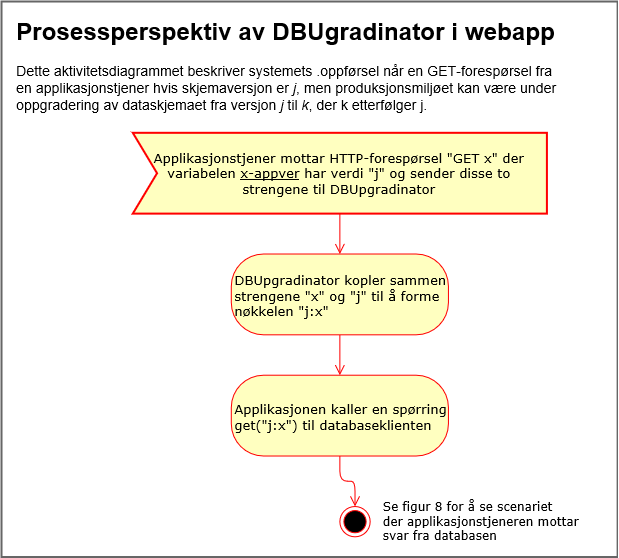 Prosessperspektiv av DBUgradinator i webapp
Dette aktivitetsdiagrammet beskriver systemets .oppførsel når en GET-forespørsel fra
en applikasjonstjener hvis skjemaversjon er j, men produksjonsmiljøet kan være under
oppgradering av dataskjemaet fra versjon j til k, der k etterfølger j.
Applikasjonstjener mottar HTTP-forespørsel "GET x" der
variabelen x-appver har verdi "j" og sender disse to
strengene til DBUpgradinator
DBUpgradinator kopler sammen
strengene "x" og "j" til å forme
nøkkelen "j:x"
Applikasjonen kaller en spørring
get("j:x") til databaseklienten
Se figur 8 for å se scenariet
der applikasjonstjeneren mottar
svar fra databasen